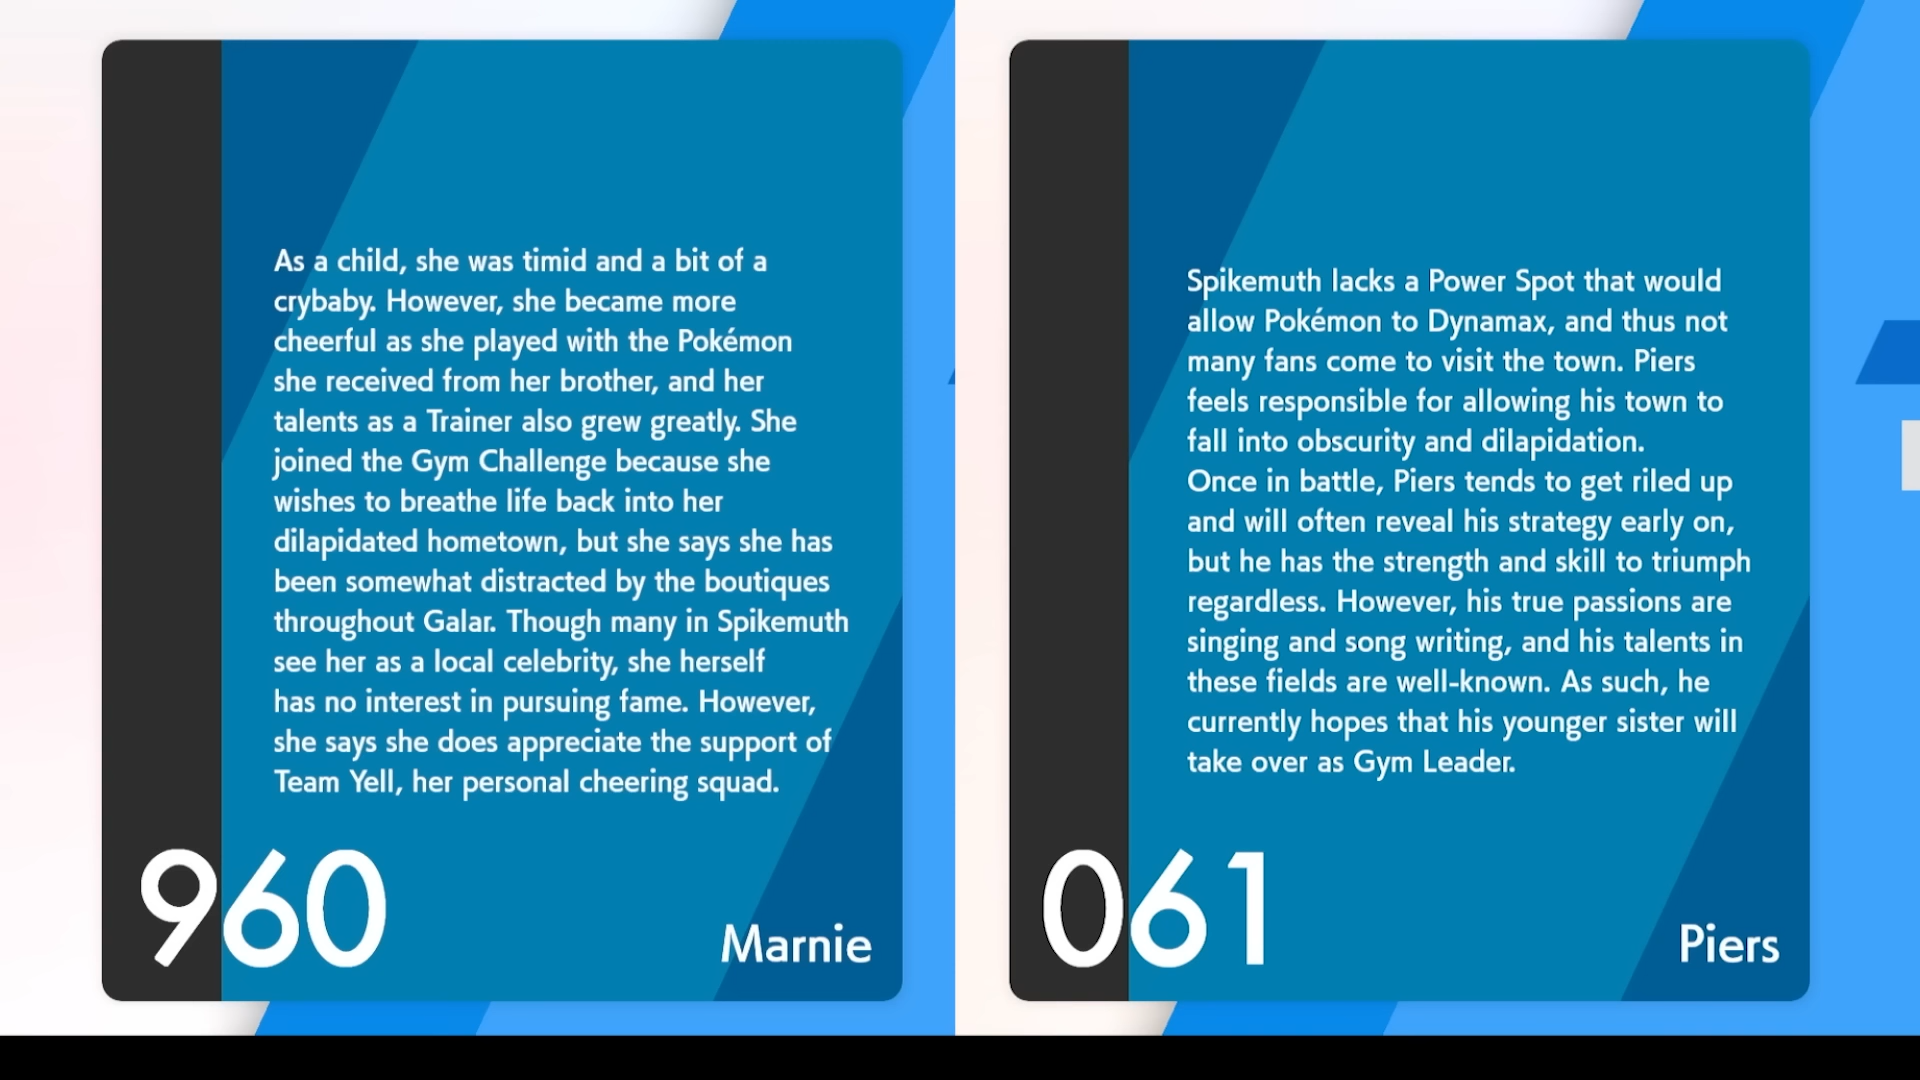 As a child, she was timid and a bit of a
crybaby. However, she became more
cheerful as she played with the Pokémon
she received from her brother, and her
talents as a Trainer also grew greatly. She
joined the Gym Challenge because she
wishes to breathe life back into her
dilapidated hometown, but she says she has
been somewhat distracted by the boutiques
throughout Galar. Though many in Spikemuth
see her as a local celebrity, she herself
has no interest in pursuing fame. However,
she says she does appreciate the support of
Team Yell, her personal cheering squad.
960
Marnie
Spikemuth lacks a Power Spot that would
allow Pokémon to Dynamax, and thus not
many fans come to visit the town. Piers
feels responsible for allowing his town to
fall into obscurity and dilapidation.
Once in battle, Piers tends to get riled up
and will often reveal his strategy early on,
but he has the strength and skill to triumph
regardless. However, his true passions are
singing and song writing, and his talents in
these fields are well-known. As such, he
currently hopes that his younger sister will
take over as Gym Leader.
061
Piers